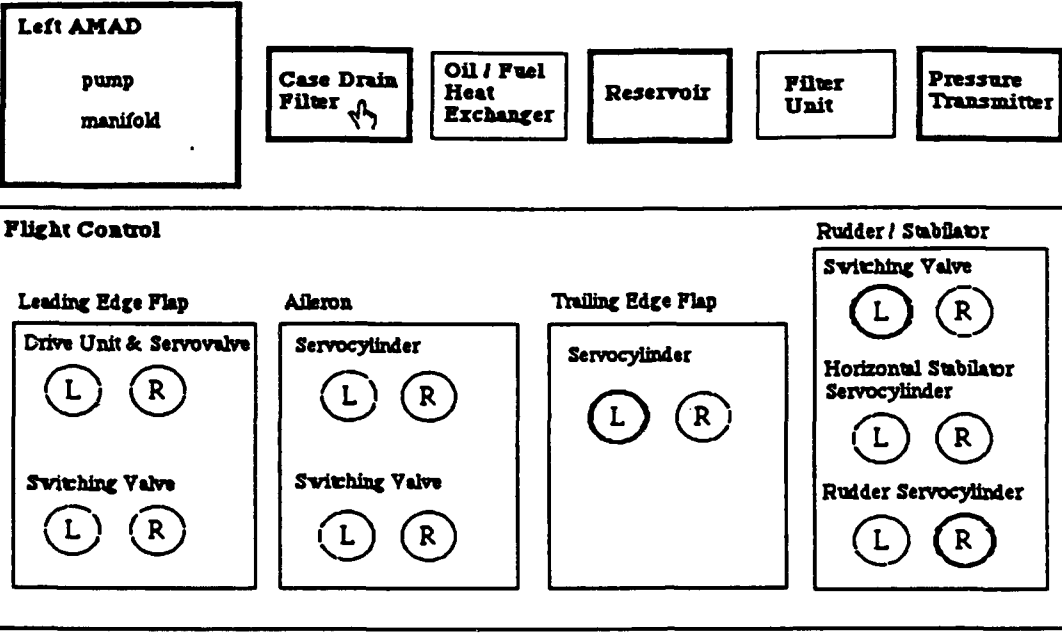 Left AMAD
pump
manifold
Case Drain
Filter
Oil / Fuel
Heat
Exchanger
Reservoir
Filter
Unit
Pressure
Transmitter
Flight Control
Leading Edge Flap
Drive Unit & Servovalve
L R
Switching Valve
L R
Aileron
Servocylinder
L R
Switching Valve
L R
Trailing Edge Flap
Servocylinder
L R
Rudder / Stabilator
Switching Valve
L R
Horizontal Stabilator
Servocylinder
L R
Rudder Servocylinder
L R